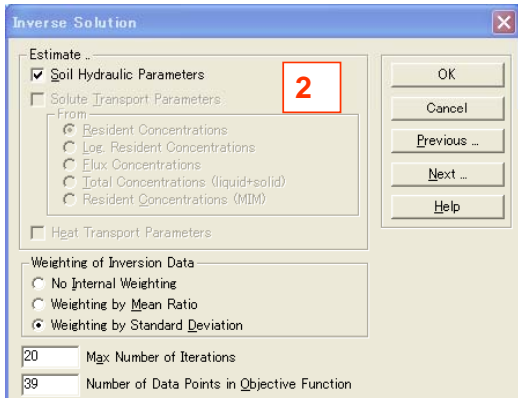 Inverse Solution
Estimate ..
Soil Hydraulic Parameters
2
Solute Transport Parameters
From
Resident Concentrations
Log. Resident Concentrations
Flux Concentrations
Total Concentrations (liquid+solid)
Resident Concentrations (MIM)
Heat Transport Parameters
Weighting of Inversion Data
No Internal Weighting
Weighting by Mean Ratio
Weighting by Standard Deviation
20 Max Number of Iterations
39 Number of Data Points in Objective Function
OK
Cancel
Previous ...
Next ...
Help